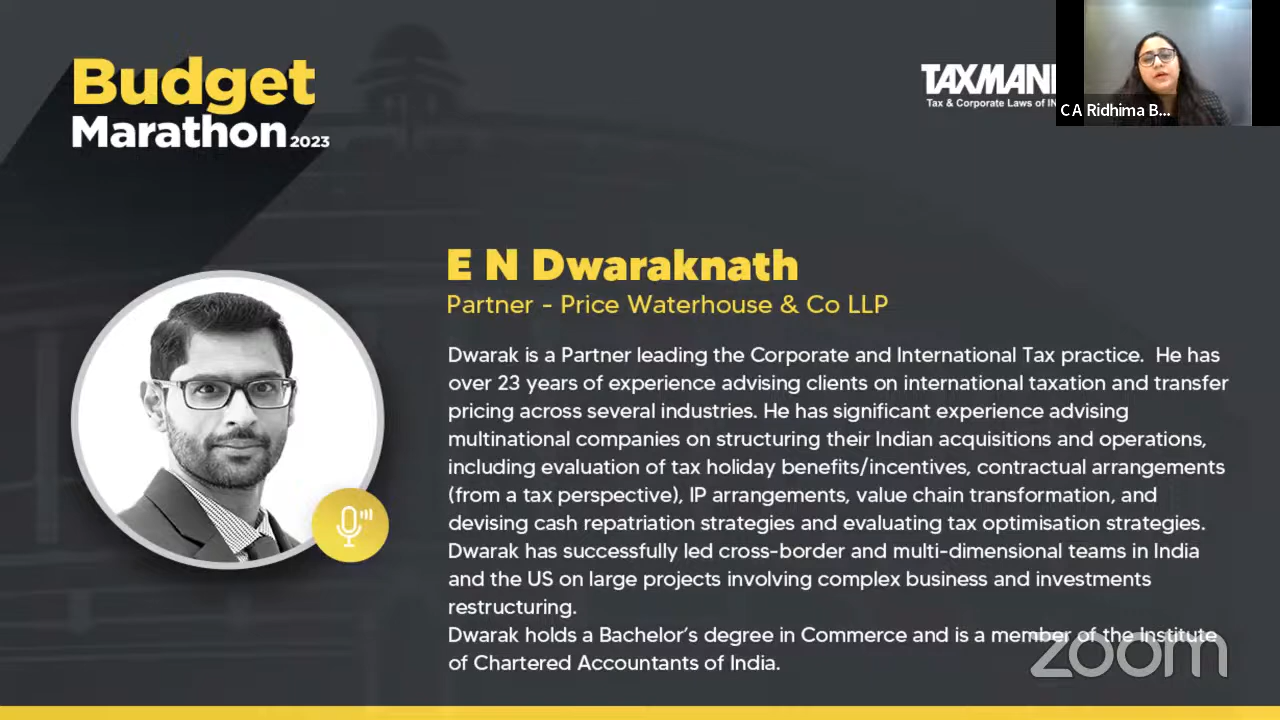 Budget
Marathon 2023
TAXMAN
Tax & Corporate Laws of IN
C A Ridhima B...
E N Dwaraknath
Partner - Price Waterhouse & Co LLP
Dwarak is a Partner leading the Corporate and International Tax practice. He has
over 23 years of experience advising clients on international taxation and transfer
pricing across several industries. He has significant experience advising
multinational companies on structuring their Indian acquisitions and operations,
including evaluation of tax holiday benefits/incentives, contractual arrangements
(from a tax perspective), IP arrangements, value chain transformation, and
devising cash repatriation strategies and evaluating tax optimisation strategies.
Dwarak has successfully led cross-border and multi-dimensional teams in India
and the US on large projects involving complex business and investments
restructuring.
Dwarak holds a Bachelor's degree in Commerce and is a member of the Institute
of Chartered Accountants of India.
zoom